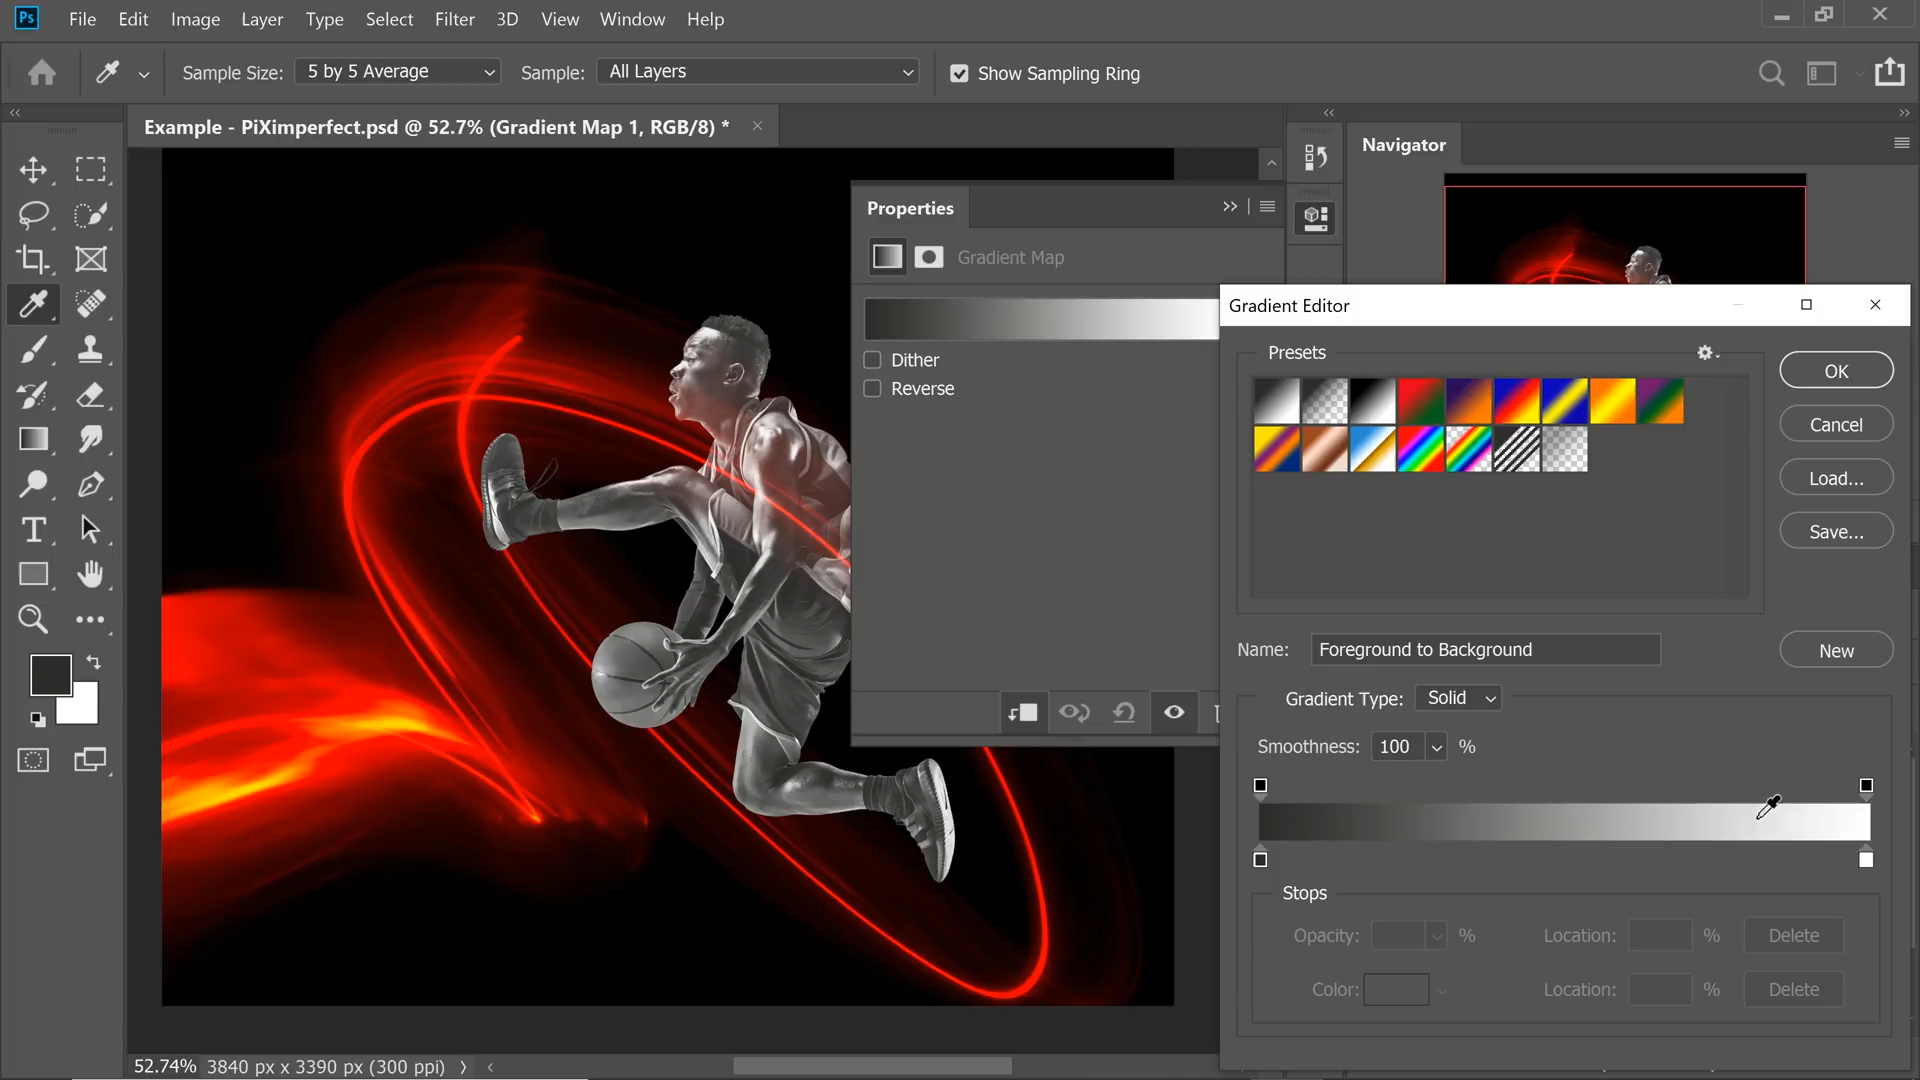 Ps File Edit Image Layer Type Select Filter 3D View Window Help
Sample Size: 5 by 5 Average Sample: All Layers Show Sampling Ring
Example - PiXimperfect.psd @ 52.7% (Gradient Map 1, RGB/8) *
Navigator
Properties
Gradient Map
Dither
Reverse
Gradient Editor
Presets
OK
Cancel
Load...
Save...
Name: Foreground to Background
New
Gradient Type: Solid
Smoothness: 100 %
Stops
Opacity: % Location: % Delete
Color: Location: % Delete
52.74% 3840 px x 3390 px (300 ppi)